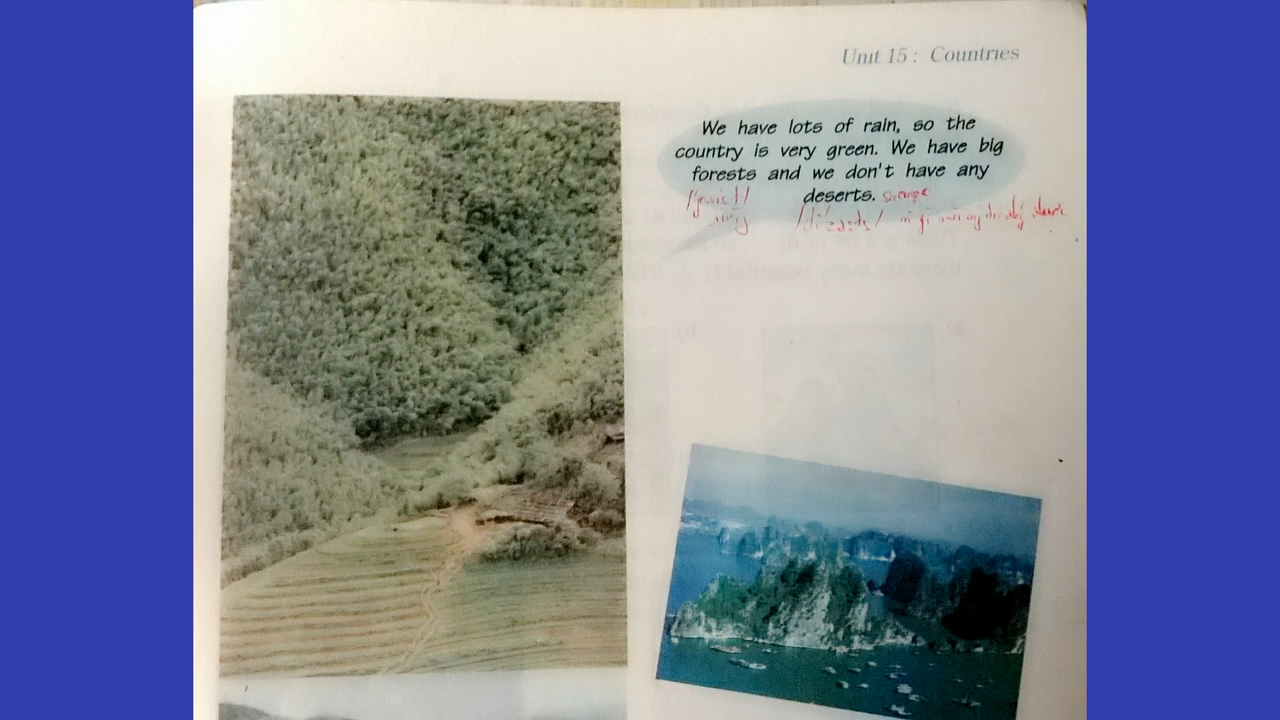 Unit 15 : Countries
We have lots of rain, so the
country is very green. We have big
forests and we don't have any
deserts.